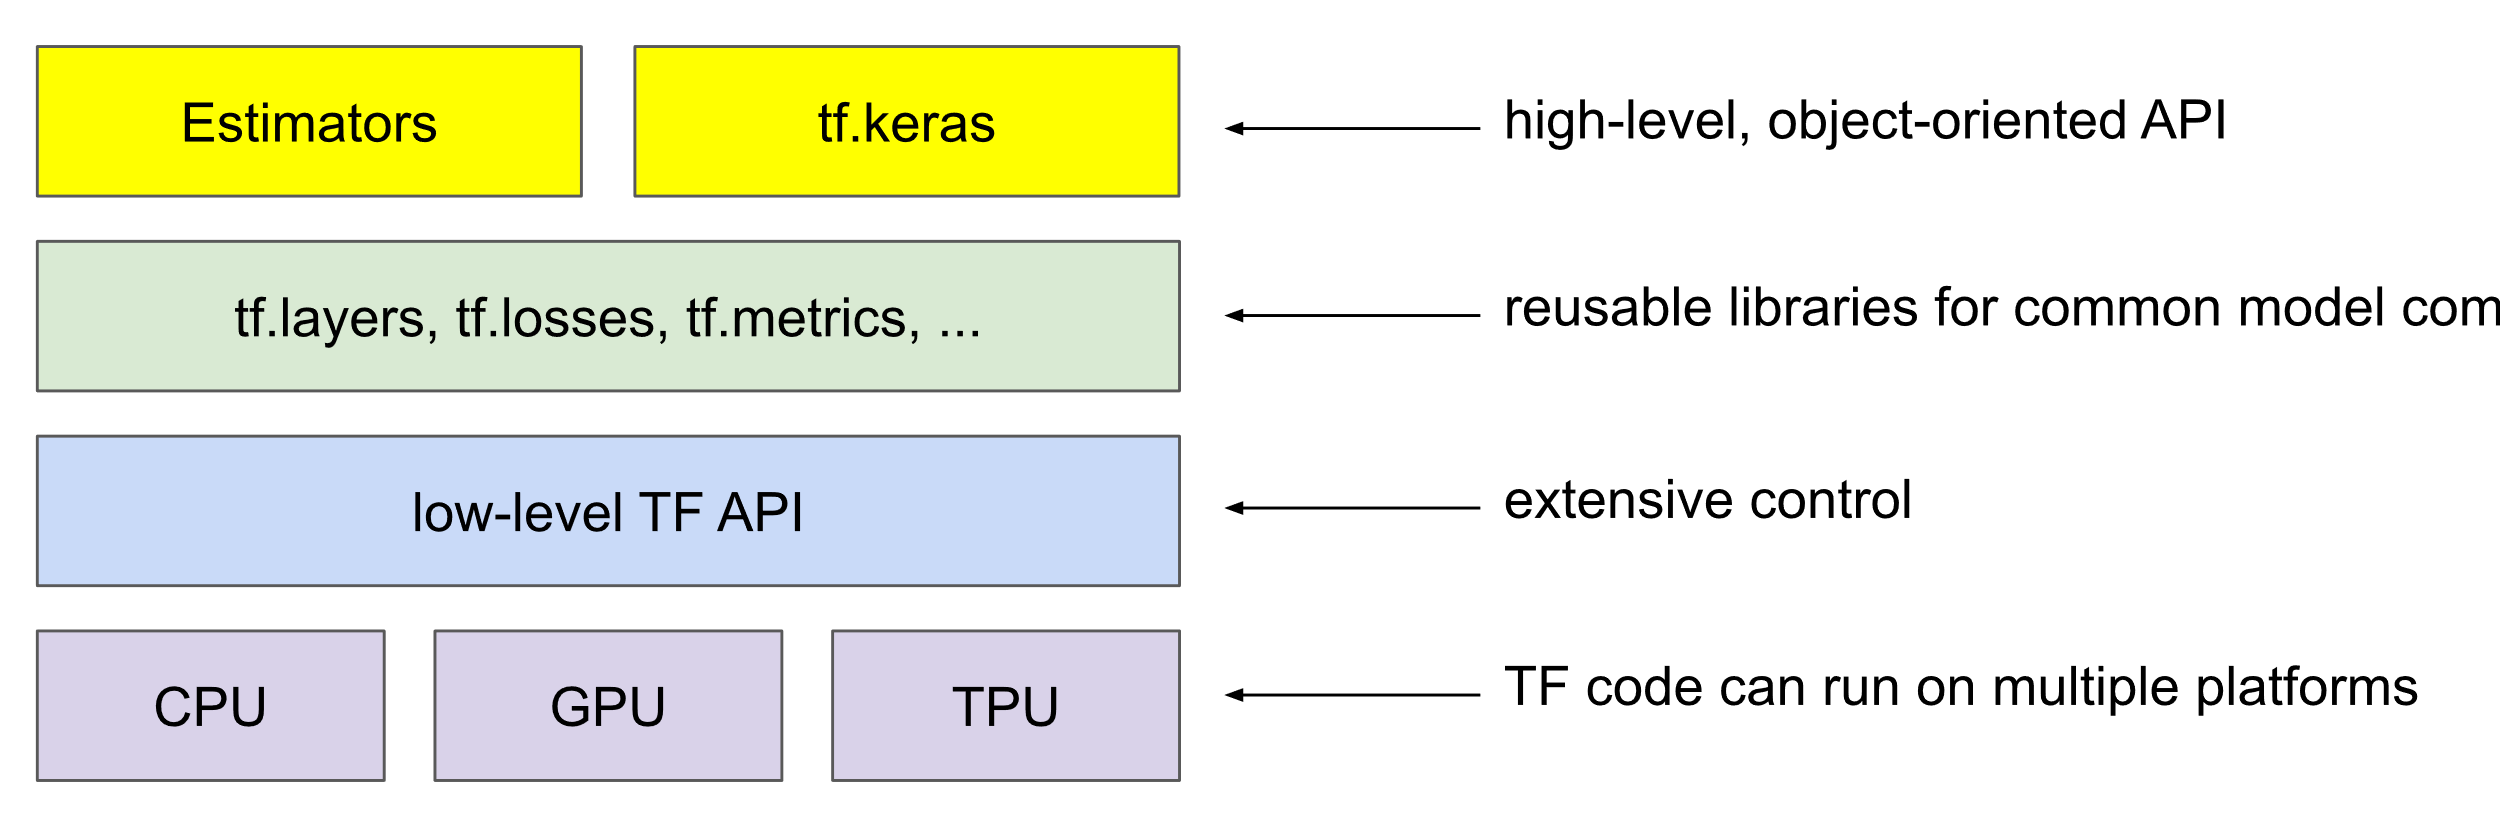 Estimators
tf.keras
high-level, object-oriented API
tf.layers, tf.losses, tf.metrics, ...
reusable libraries for common model com
low-level TF API
extensive control
CPU
GPU
TPU
TF code can run on multiple platforms